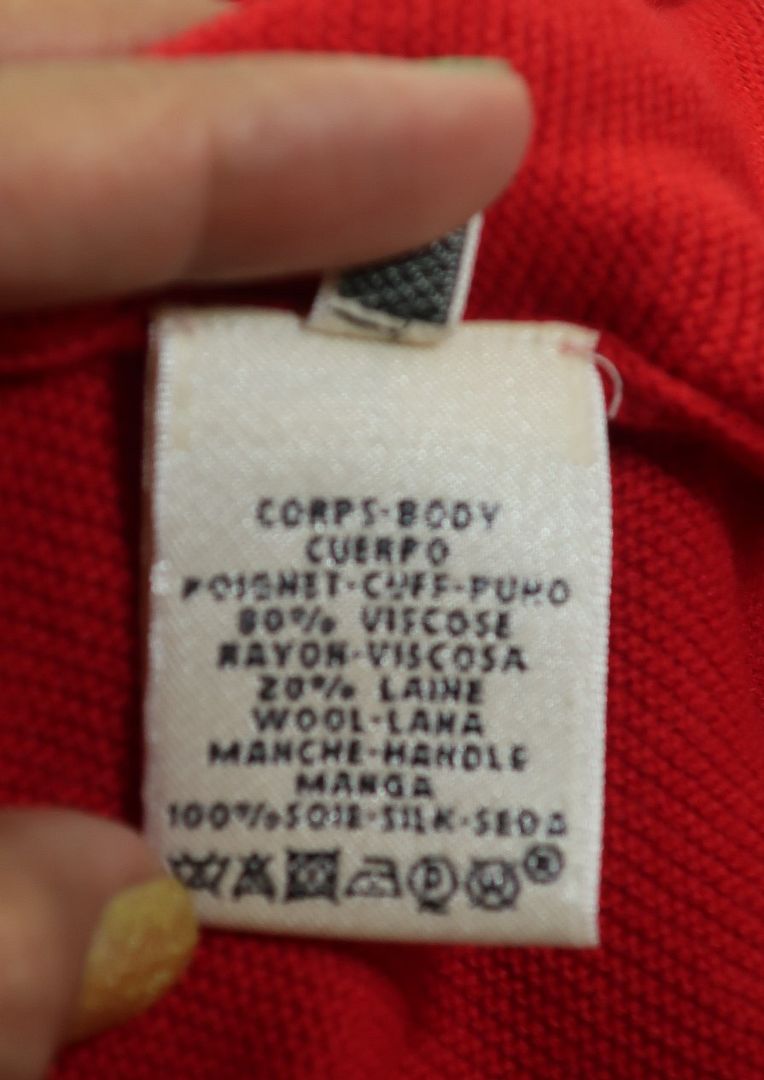 CORPS-BODY
CUERPO
POIGNET-CUFF-PUHO
80% VISCOSE
RAYON-VISCOSA
20% LAINE
WOOL-LANA
MANCHE-HANDLE
MANGA
100% SOIE-SILK-SEDA
P W ®